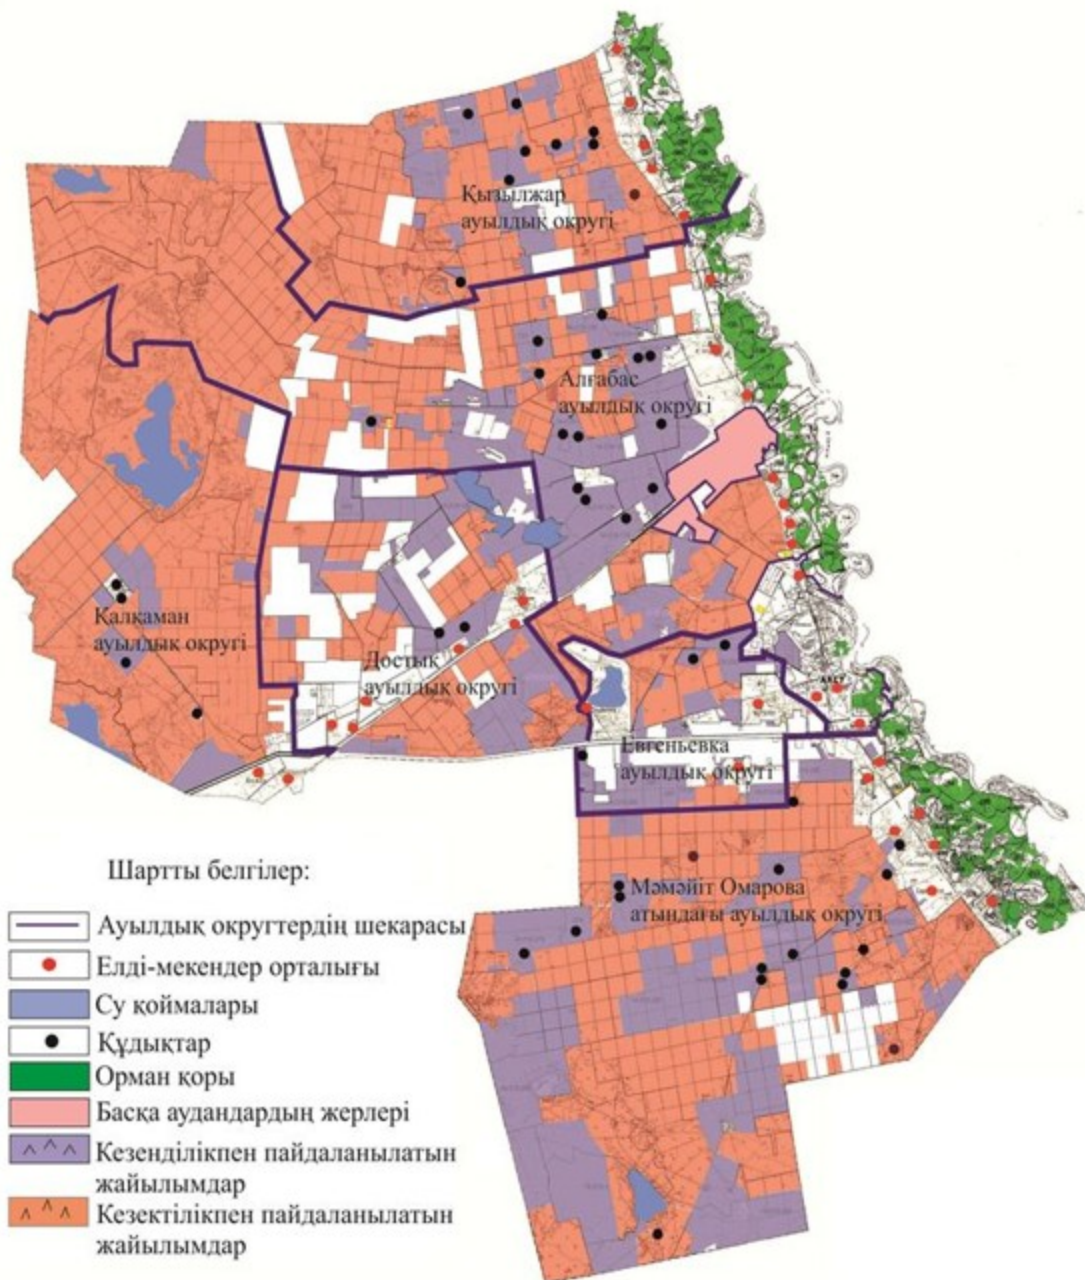 Қызылжар
ауылдық округі
Алғабас
ауылдық округі
Қалқаман
ауылдық округі
Достық
ауылдық округі
АКСУ
Евгеньевка
ауылдық округі
Мәмәйіт Омарова
атындағы ауылдық округі
Шартты белгілер:
Ауылдық округтердің шекарасы
Елді-мекендер орталығы
Су қоймалары
Құдықтар
Орман қоры
Басқа аудандардың жерлері
Кезенділікпен пайдаланылатын
жайылымдар
Кезектілікпен пайдаланылатын
жайылымдар